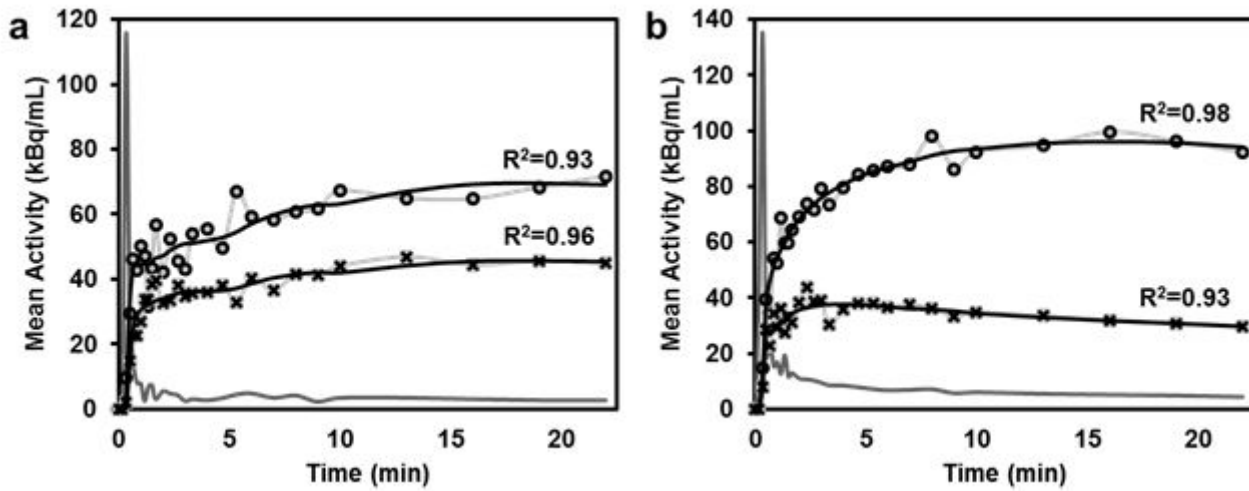 a
Mean Activity (kBq/mL)
120
100
80
60
40
20
0
R²=0.93
R²=0.96
0 5 10 15 20
Time (min)
b
Mean Activity (kBq/mL)
140
120
100
80
60
40
20
0
R²=0.98
R²=0.93
0 5 10 15 20
Time (min)